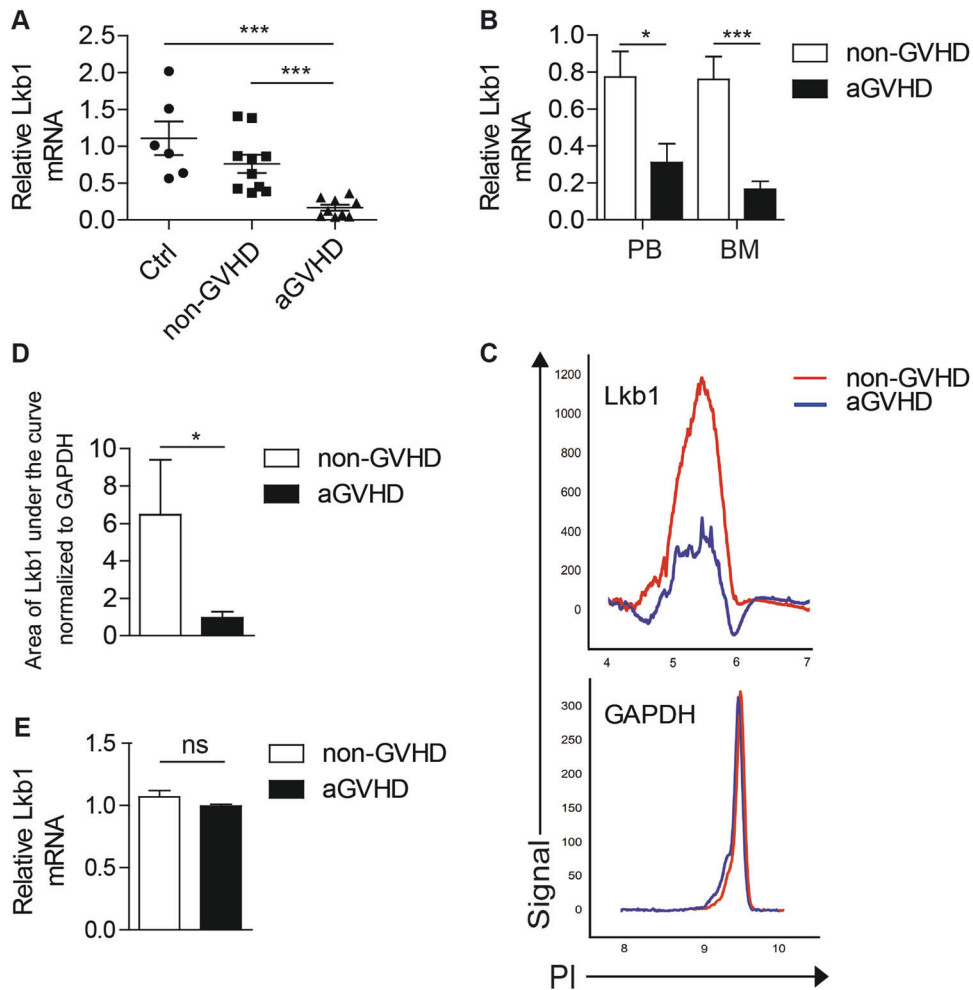 A
Relative Lkb1
mRNA
2.5
2.0
1.5
1.0
0.5
0.0
***
***
Ctrl
non-GVHD
aGVHD
B
Relative Lkb1
mRNA
1.0
0.8
0.6
0.4
0.2
0.0
*
***
PB
BM
non-GVHD
aGVHD
D
Area of Lkb1 under the curve
normalized to GAPDH
10
8
6
4
2
0
*
non-GVHD
aGVHD
C
1200
1000
800
600
400
200
0
Lkb1
non-GVHD
aGVHD
4
5
6
7
GAPDH
300
250
200
150
100
50
0
8
9
10
Signal
PI
E
Relative Lkb1
mRNA
1.5
1.0
0.5
0.0
ns
non-GVHD
aGVHD